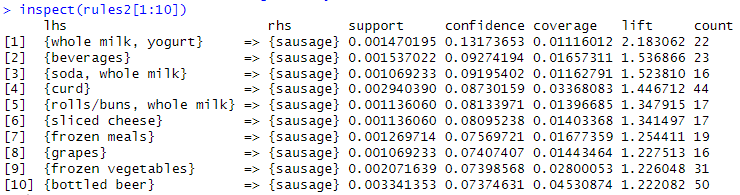 > inspect(rules2[1:10])
lhs rhs support confidence coverage lift count
[1] {whole milk, yogurt} => {sausage} 0.001470195 0.13173653 0.01116012 2.183062 22
[2] {beverages} => {sausage} 0.001537022 0.09274194 0.01657311 1.536866 23
[3] {soda, whole milk} => {sausage} 0.001069233 0.09195402 0.01162791 1.523810 16
[4] {curd} => {sausage} 0.002940390 0.08730159 0.03368083 1.446712 44
[5] {rolls/buns, whole milk} => {sausage} 0.001136060 0.08133971 0.01396685 1.347915 17
[6] {sliced cheese} => {sausage} 0.001136060 0.08095238 0.01403368 1.341497 17
[7] {frozen meals} => {sausage} 0.001269714 0.07569721 0.01677359 1.254411 19
[8] {grapes} => {sausage} 0.001069233 0.07407407 0.01443464 1.227513 16
[9] {frozen vegetables} => {sausage} 0.002071639 0.07398568 0.02800053 1.226048 31
[10] {bottled beer} => {sausage} 0.003341353 0.07374631 0.04530874 1.222082 50